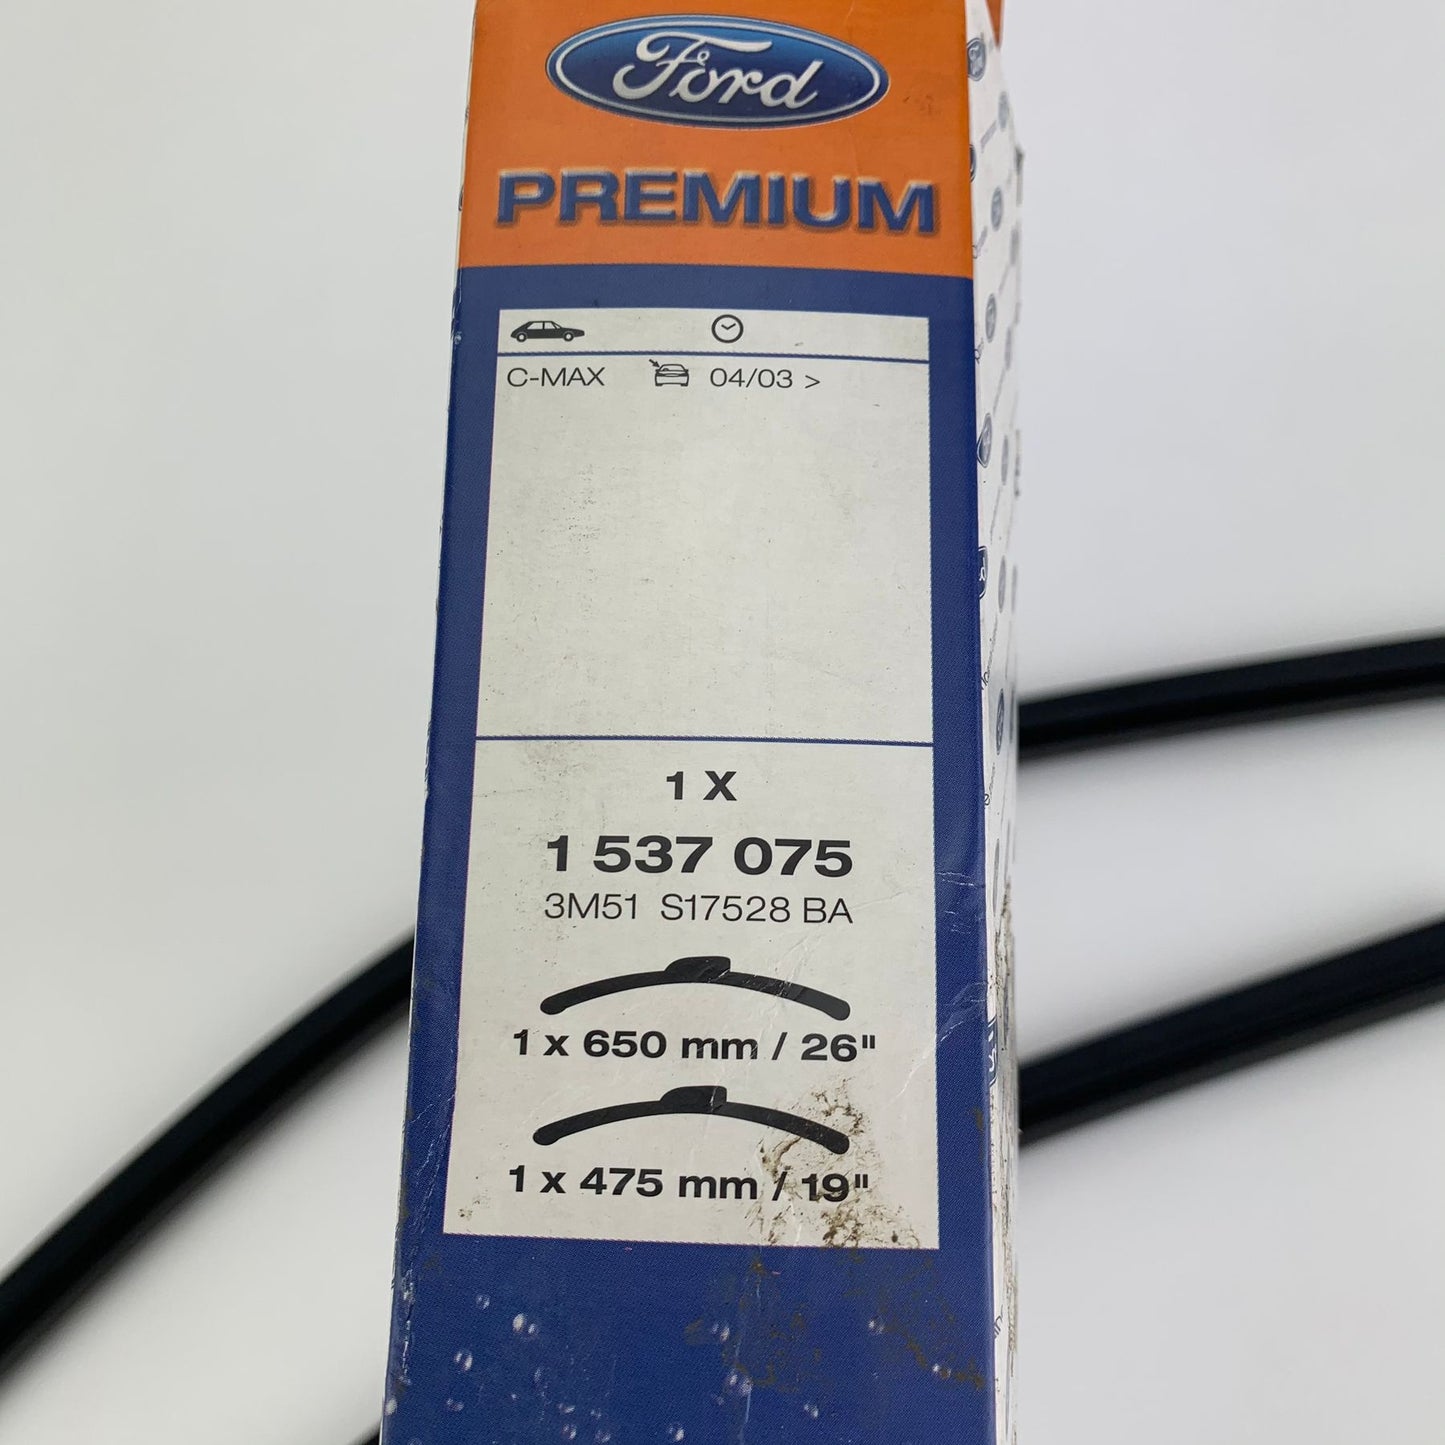 Ford
PREMIUM
C-MAX 04/03 >
1 X
1 537 075
3M51 S17528 BA
1 x 650 mm / 26"
1 x 475 mm / 19"